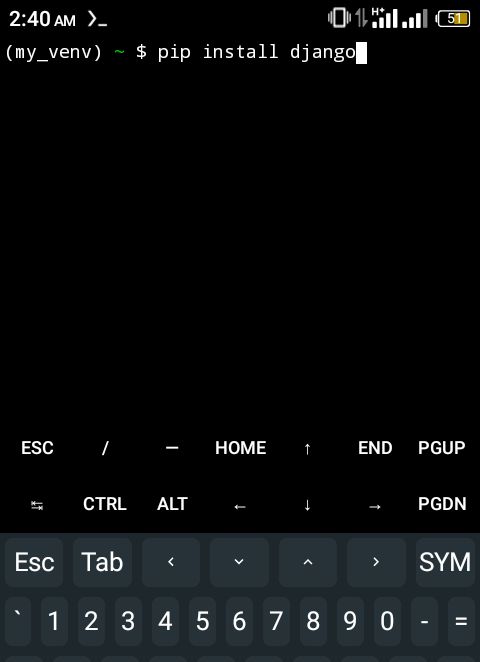 2:40 AM
H+ 51
(my_venv) ~ $ pip install django
ESC / — HOME ↑ END PGUP
↹ CTRL ALT ← ↓ → PGDN
Esc Tab ‹ ⌄ ^ › SYM
` 1 2 3 4 5 6 7 8 9 0 - =